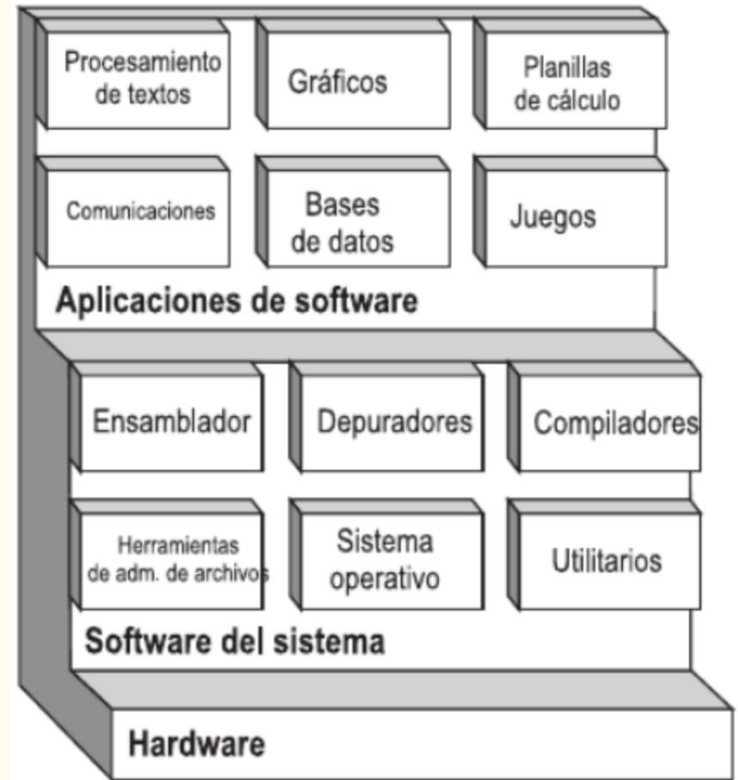 Procesamiento
de textos
Gráficos
Planillas
de cálculo
Comunicaciones
Bases
de datos
Juegos
Aplicaciones de software
Ensamblador
Depuradores
Compiladores
Herramientas
de adm. de archivos
Sistema
operativo
Utilitarios
Software del sistema
Hardware